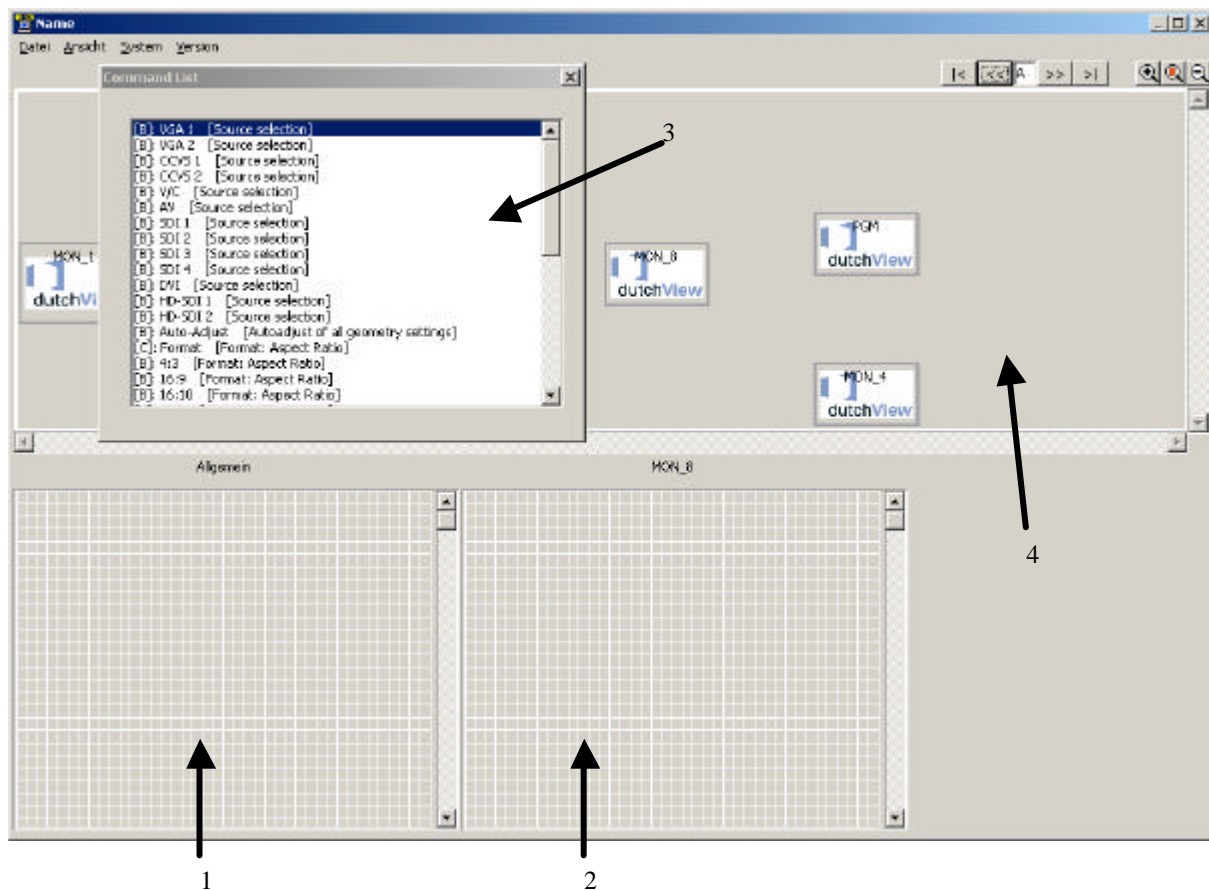 Name
Datei Ansicht System Version
Command List
|< << A >> >|
[B]: VGA 1 [Source selection]
[B]: VGA 2 [Source selection]
[B]: CCVS 1 [Source selection]
[B]: CCVS 2 [Source selection]
[B]: Y/C [Source selection]
[B]: AV [Source selection]
[B]: SDI 1 [Source selection]
[B]: SDI 2 [Source selection]
[B]: SDI 3 [Source selection]
[B]: SDI 4 [Source selection]
[B]: DVI [Source selection]
[B]: HD-SDI 1 [Source selection]
[B]: HD-SDI 2 [Source selection]
[B]: Auto-Adjust [Autoadjust of all geometry settings]
[C]: Format [Format: Aspect Ratio]
[B]: 4:3 [Format: Aspect Ratio]
[B]: 16:9 [Format: Aspect Ratio]
[B]: 16:10 [Format: Aspect Ratio]
3
MON_1
dutchVi
MON_8
dutchView
PGM
dutchView
MON_4
dutchView
4
Allgemein
MON_8
1
2